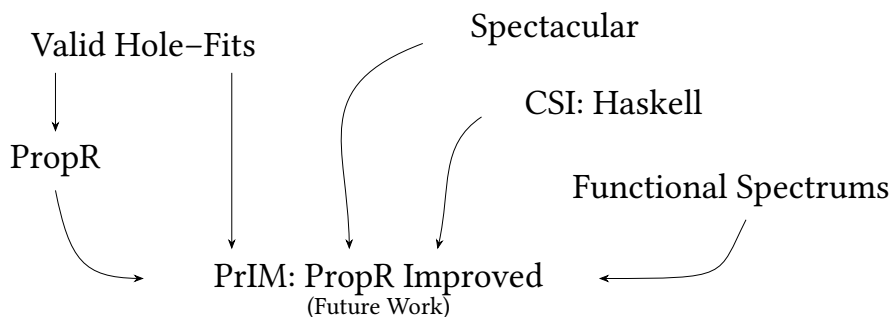 Spectacular
Valid Hole–Fits
CSI: Haskell
PropR
Functional Spectrums
PrIM: PropR Improved
(Future Work)